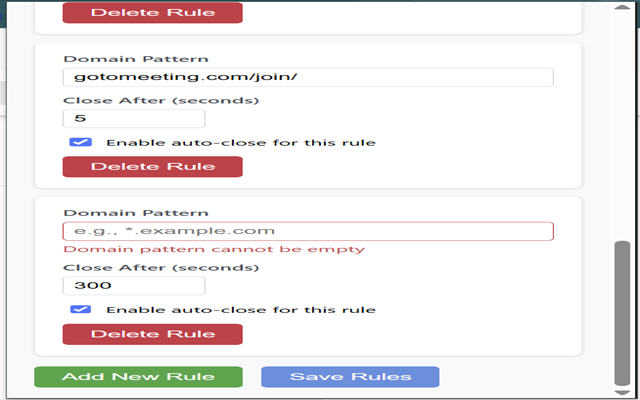 Delete Rule
Domain Pattern
gotomeeting.com/join/
Close After (seconds)
5
Enable auto-close for this rule
Delete Rule
Domain Pattern
e.g., *.example.com
Domain pattern cannot be empty
Close After (seconds)
300
Enable auto-close for this rule
Delete Rule
Add New Rule Save Rules